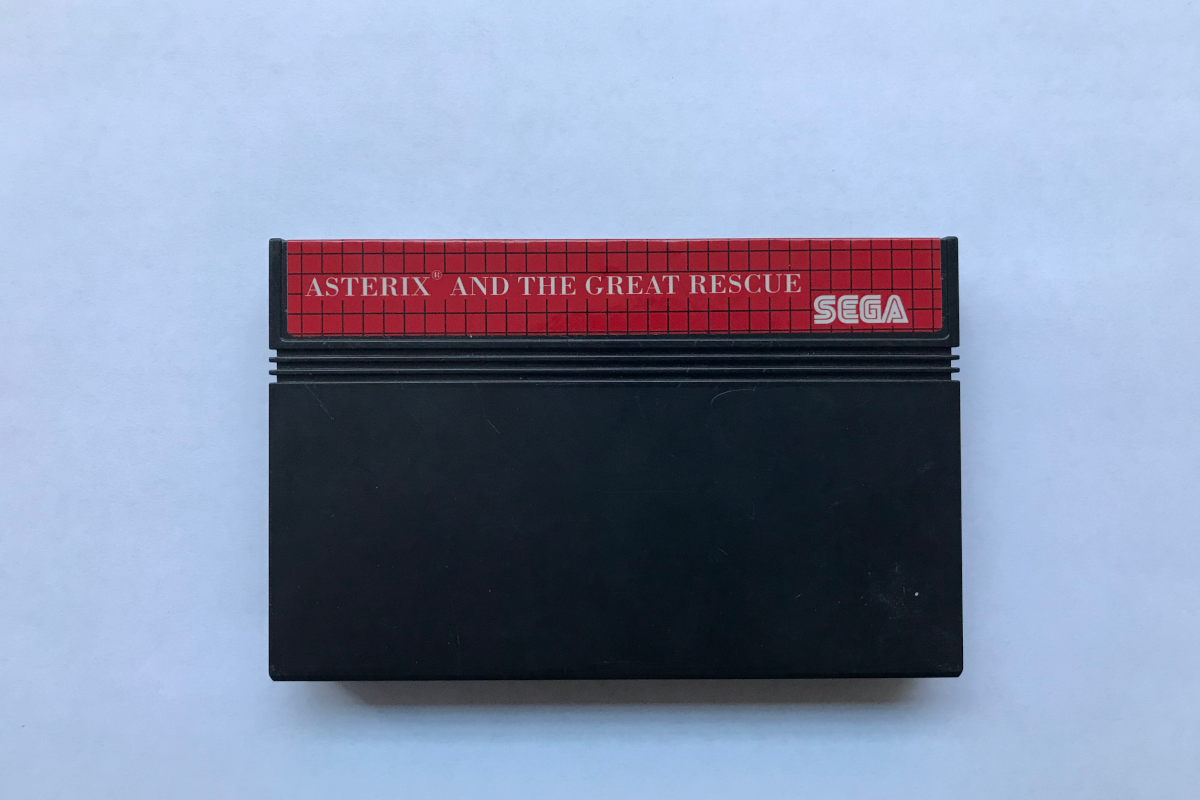 ASTERIX® AND THE GREAT RESCUE
SEGA